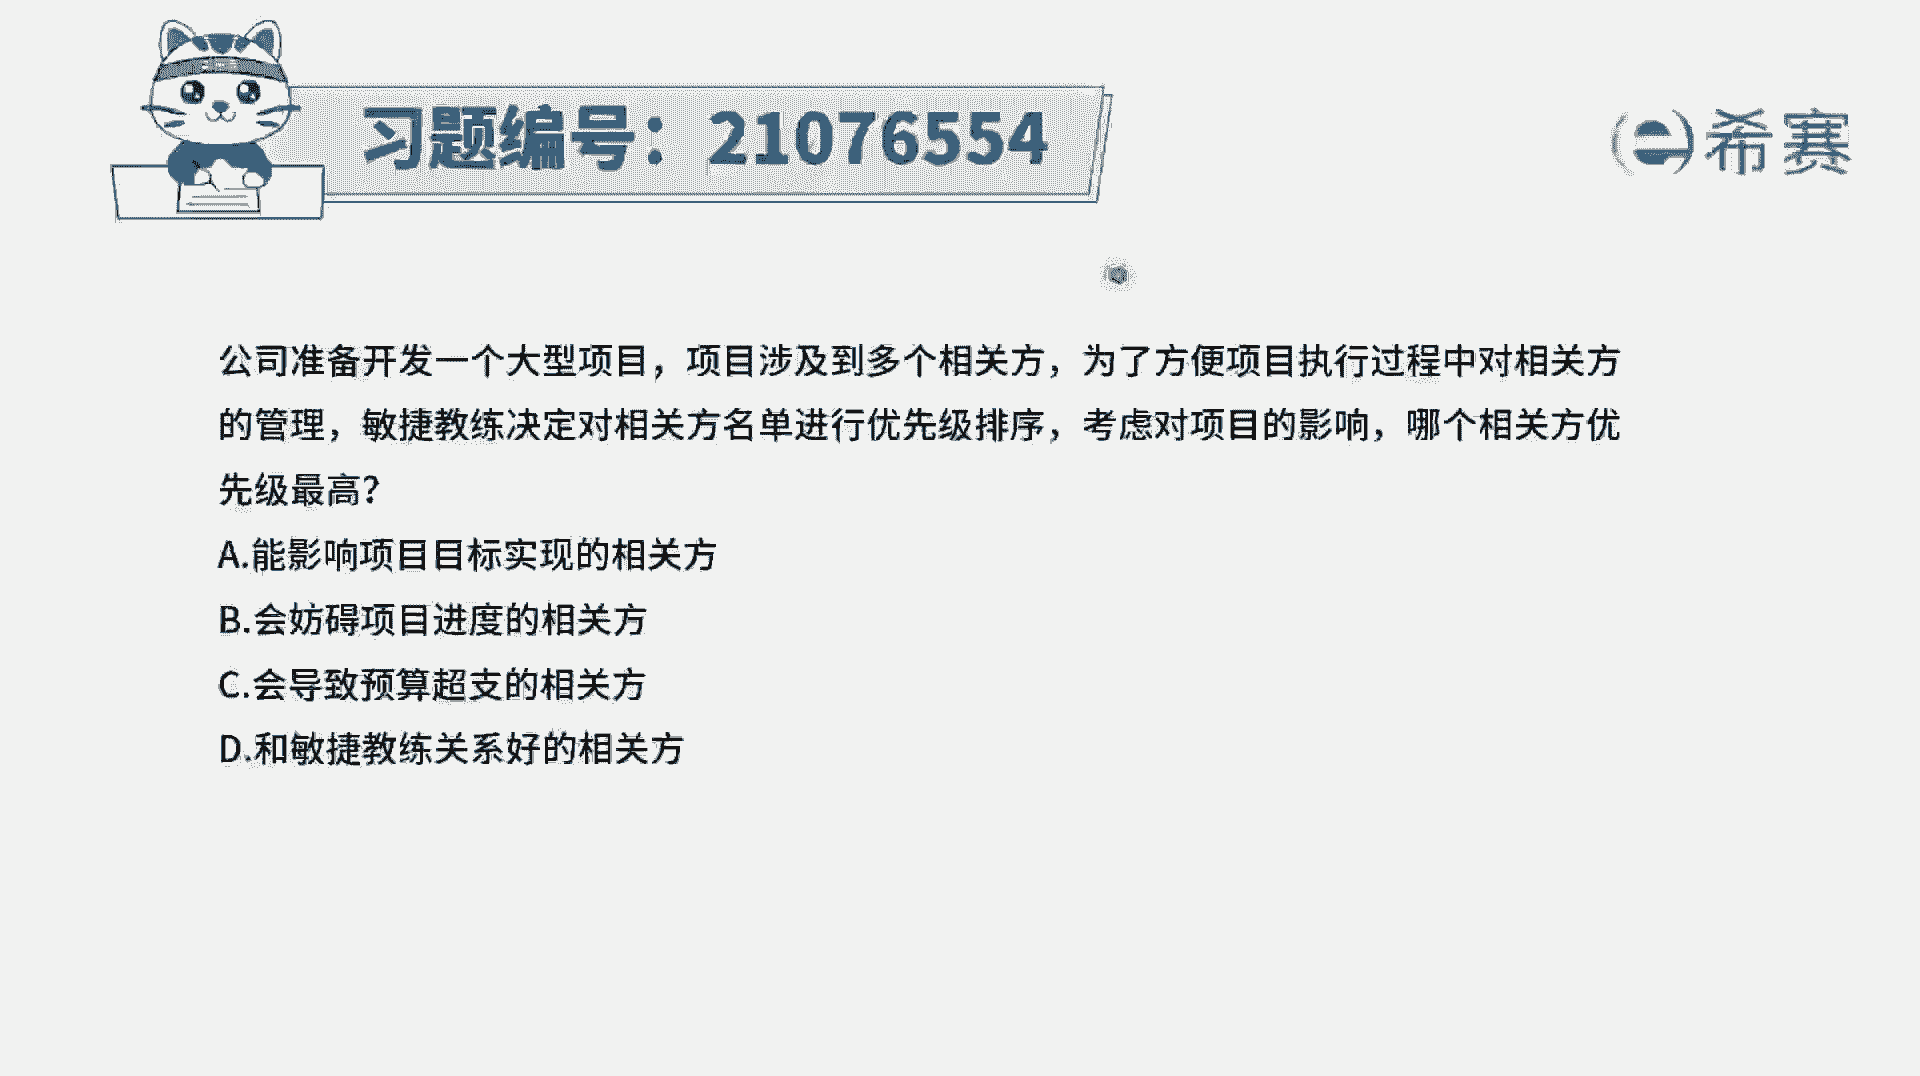 习题编号：21076554
希赛
公司准备开发一个大型项目，项目涉及到多个相关方，为了方便项目执行过程中对相关方
的管理，敏捷教练决定对相关方名单进行优先级排序，考虑对项目的影响，哪个相关方优
先级最高？
A.能影响项目目标实现的相关方
B.会妨碍项目进度的相关方
C.会导致预算超支的相关方
D.和敏捷教练关系好的相关方